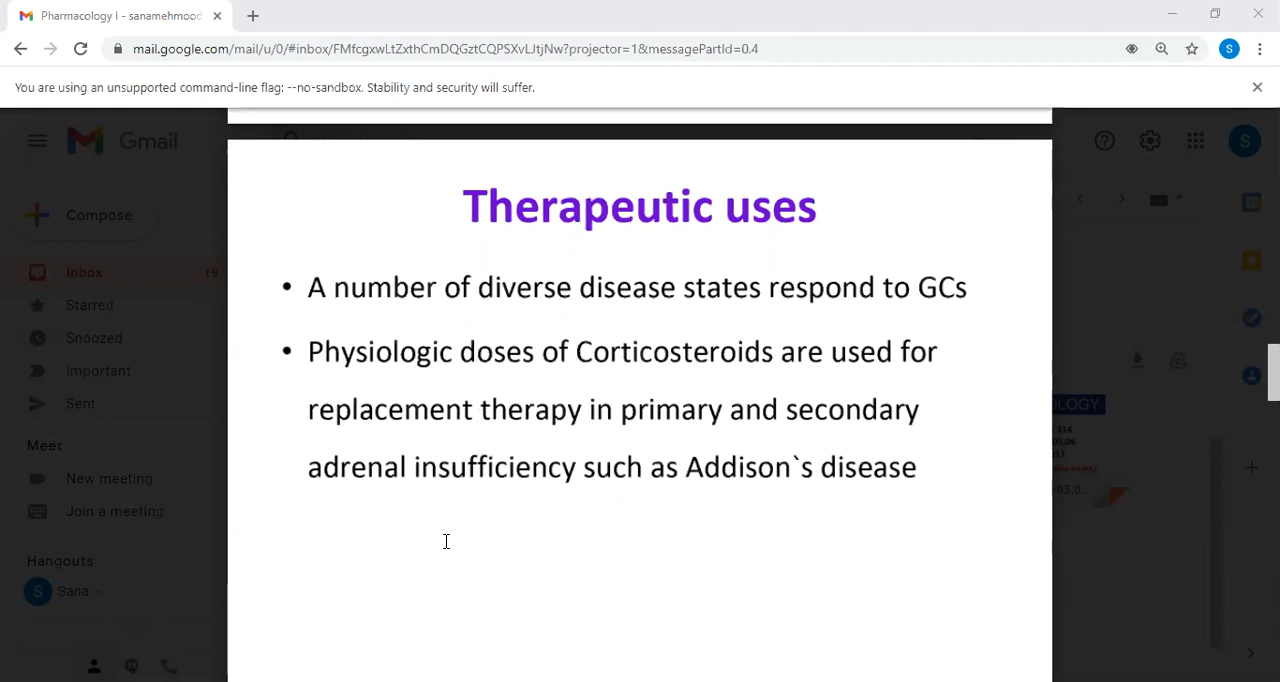 Pharmacology I - sanamehmood
mail.google.com/mail/u/0/#inbox/FMfcgxwLtZxthCmDQGztCQPSXvLJtjNw?projector=1&messagePartId=0.4
S
You are using an unsupported command-line flag: --no-sandbox. Stability and security will suffer.
Gmail
S
Compose
Inbox 19
Starred
Snoozed
Important
Sent
Meet
New meeting
Join a meeting
Hangouts
S Sana
Therapeutic uses
• A number of diverse disease states respond to GCs
• Physiologic doses of Corticosteroids are used for
replacement therapy in primary and secondary
adrenal insufficiency such as Addison`s disease
OLOGY
314